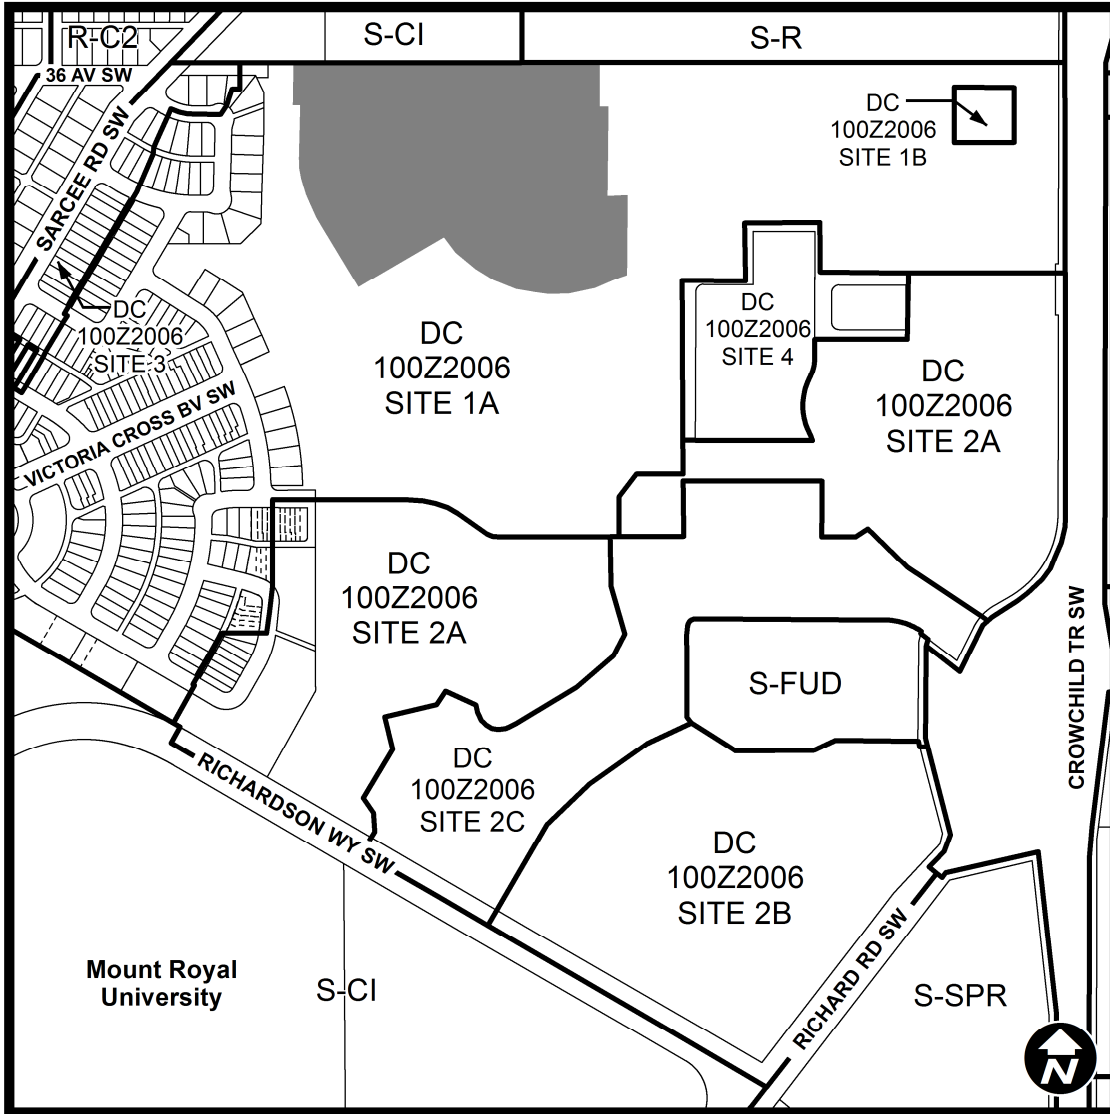 R-C2
S-CI
S-R
36 AV SW
DC
100Z2006
SITE 1B
SARCEE RD SW
DC
100Z2006
SITE 3
DC
100Z2006
SITE 1A
DC
100Z2006
SITE 4
DC
100Z2006
SITE 2A
VICTORIA CROSS BV SW
DC
100Z2006
SITE 2A
CROWCHILD TR SW
S-FUD
DC
100Z2006
SITE 2C
RICHARDSON WY SW
DC
100Z2006
SITE 2B
RICHARD RD SW
Mount Royal
University
S-CI
S-SPR
N